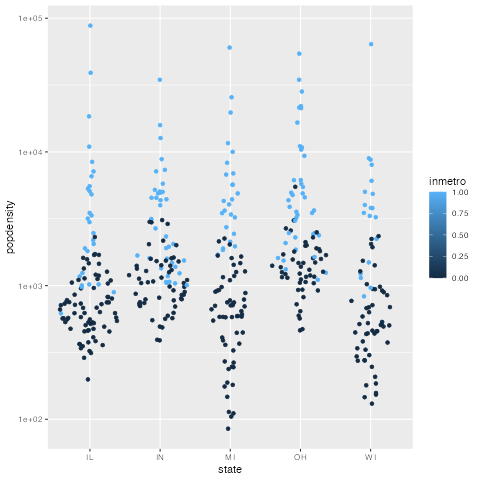 1e+05
1e+04
1e+03
1e+02
popdensity
IL IN MI OH WI
state
inmetro
1.00
0.75
0.50
0.25
0.00